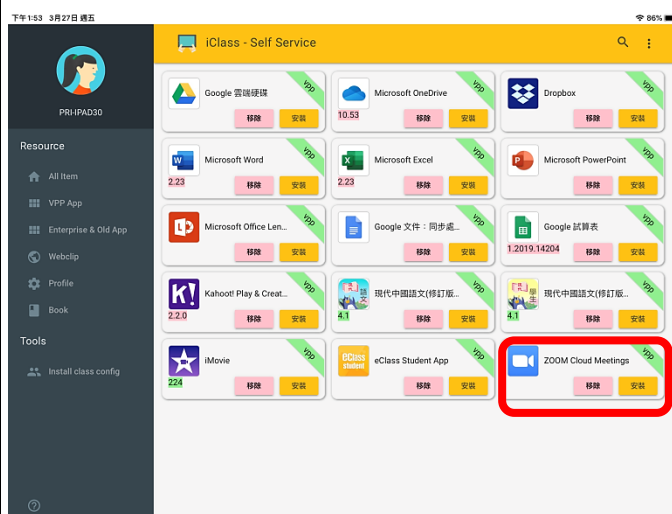 下午1:53 3月27日 週五
86%
iClass - Self Service
PRI-IPAD30
Resource
All Item
VPP App
Enterprise & Old App
Webclip
Profile
Book
Tools
Install class config
Google 雲端硬碟
VPP
移除 安裝
Microsoft OneDrive
VPP
10.53
移除 安裝
Dropbox
VPP
移除 安裝
W
Microsoft Word
VPP
2.23
移除 安裝
X
Microsoft Excel
VPP
2.23
移除 安裝
P
Microsoft PowerPoint
VPP
移除 安裝
Microsoft Office Len...
VPP
移除 安裝
Google 文件：同步處...
VPP
移除 安裝
Google 試算表
VPP
1.2019.14204
移除 安裝
K!
Kahoot! Play & Creat...
VPP
2.2.0
移除 安裝
語文
現代中國語文(修訂版...
VPP
4.1
移除 安裝
學生
現代中國語文(修訂版...
VPP
4.1
移除 安裝
iMovie
VPP
224
移除 安裝
eClass
student
eClass Student App
VPP
移除 安裝
ZOOM Cloud Meetings
VPP
移除 安裝